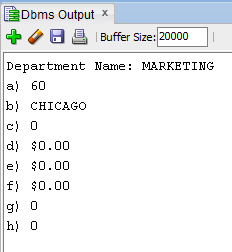 Dbms Output
Buffer Size: 20000
Department Name: MARKETING
a) 60
b) CHICAGO
c) 0
d) $0.00
e) $0.00
f) $0.00
g) 0
h) 0